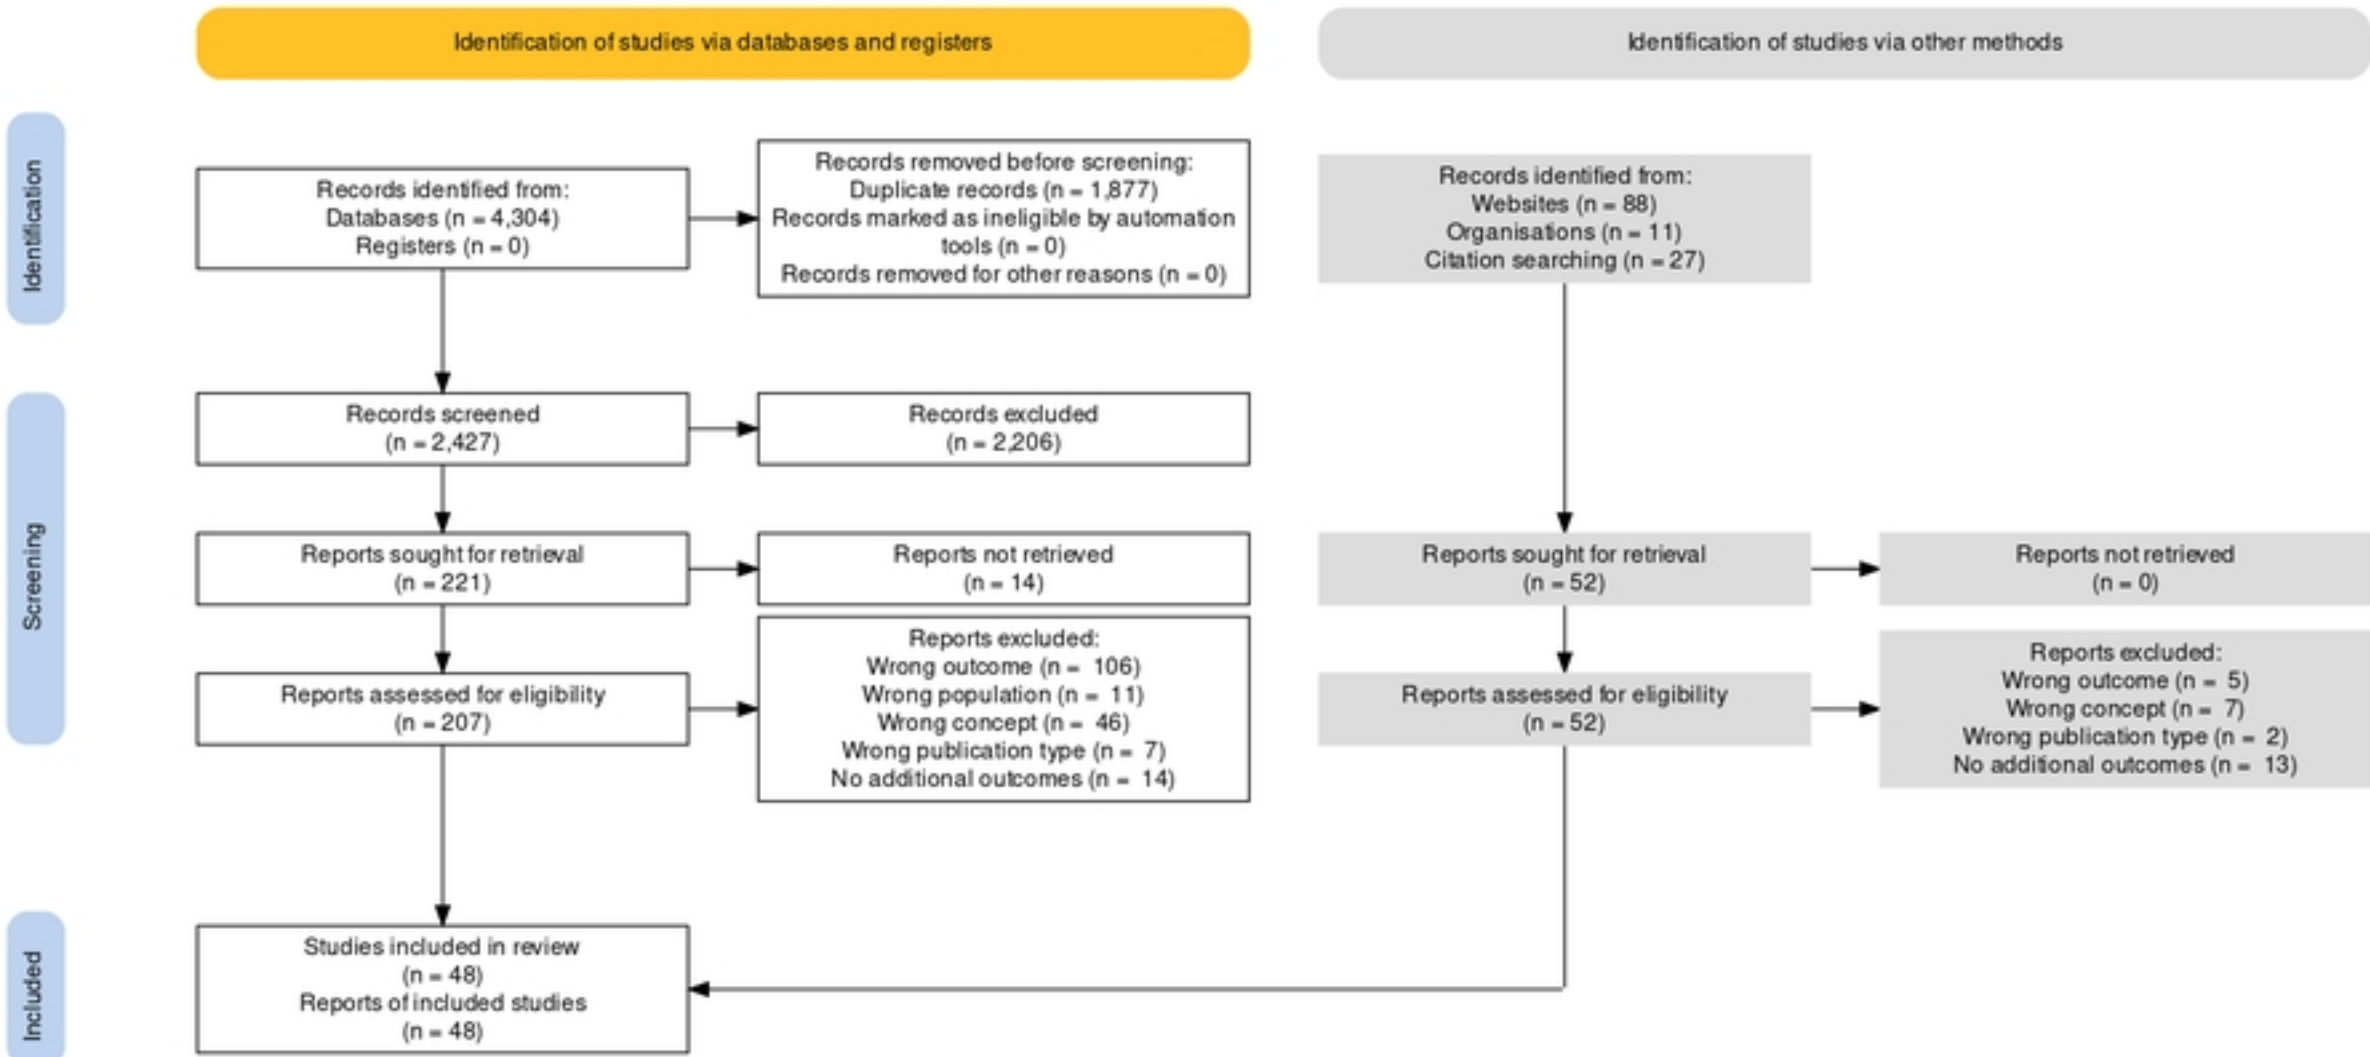 Identification of studies via databases and registers
Identification of studies via other methods
Identification
Records identified from:
Databases (n = 4,304)
Registers (n = 0)
Records removed before screening:
Duplicate records (n = 1,877)
Records marked as ineligible by automation
tools (n = 0)
Records removed for other reasons (n = 0)
Records identified from:
Websites (n = 88)
Organisations (n = 11)
Citation searching (n = 27)
Screening
Records screened
(n = 2,427)
Records excluded
(n = 2,206)
Reports sought for retrieval
(n = 221)
Reports not retrieved
(n = 14)
Reports sought for retrieval
(n = 52)
Reports not retrieved
(n = 0)
Reports assessed for eligibility
(n = 207)
Reports excluded:
Wrong outcome (n = 106)
Wrong population (n = 11)
Wrong concept (n = 46)
Wrong publication type (n = 7)
No additional outcomes (n = 14)
Reports assessed for eligibility
(n = 52)
Reports excluded:
Wrong outcome (n = 5)
Wrong concept (n = 7)
Wrong publication type (n = 2)
No additional outcomes (n = 13)
Included
Studies included in review
(n = 48)
Reports of included studies
(n = 48)